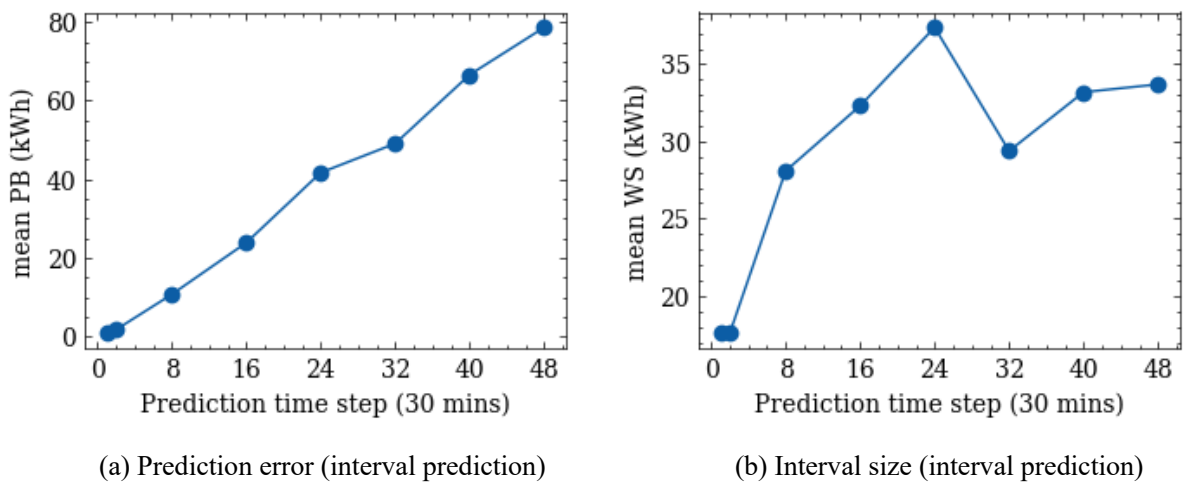 mean PB (kWh)
80
60
40
20
0
0 8 16 24 32 40 48
Prediction time step (30 mins)
(a) Prediction error (interval prediction)
mean WS (kWh)
35
30
25
20
0 8 16 24 32 40 48
Prediction time step (30 mins)
(b) Interval size (interval prediction)